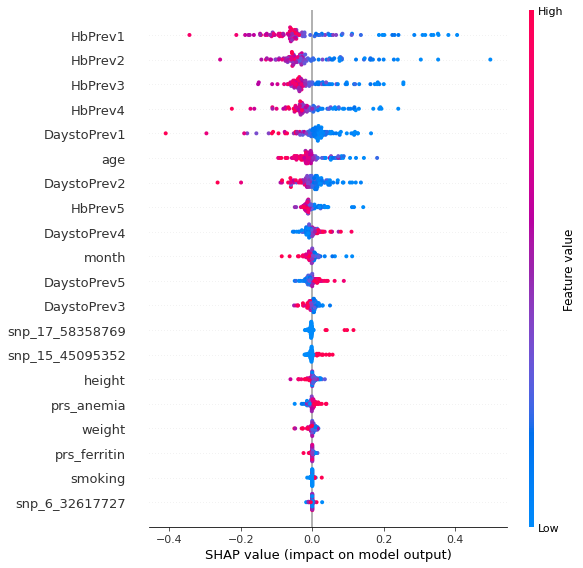 High
HbPrev1
HbPrev2
HbPrev3
HbPrev4
DaystoPrev1
age
DaystoPrev2
HbPrev5
DaystoPrev4
month
DaystoPrev5
DaystoPrev3
snp_17_58358769
snp_15_45095352
height
prs_anemia
weight
prs_ferritin
smoking
snp_6_32617727
Feature value
Low
−0.4 −0.2 0.0 0.2 0.4
SHAP value (impact on model output)